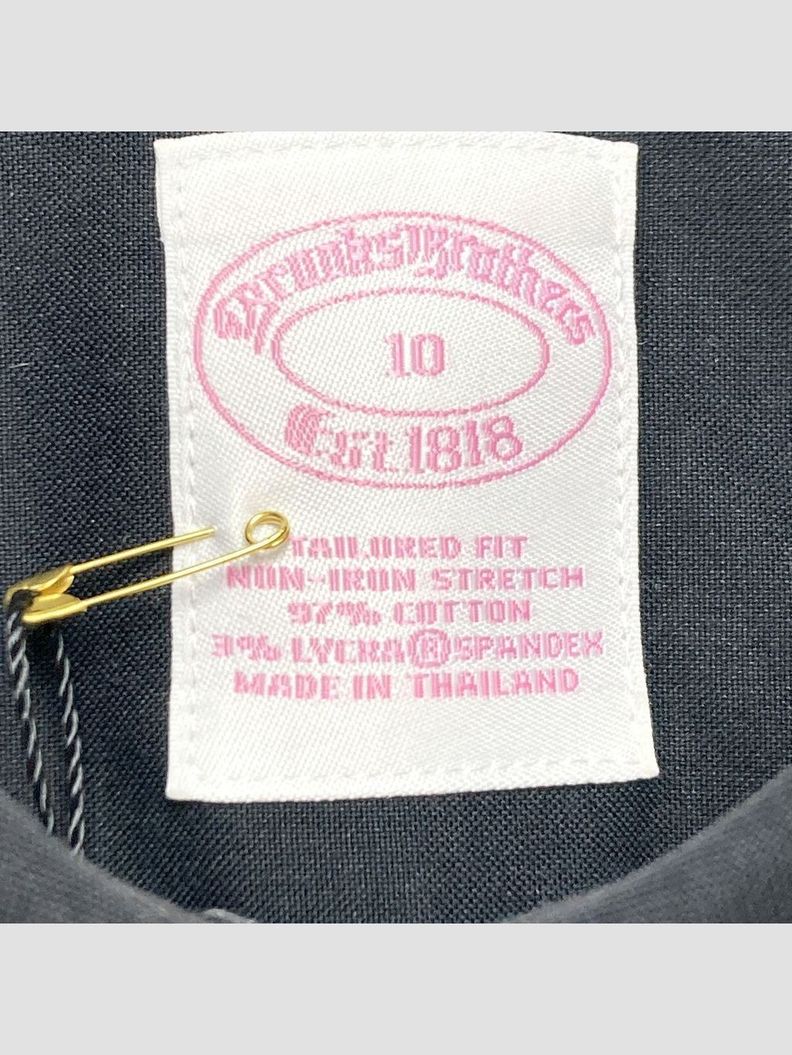 Brooks Brothers
10
Est 1818
TAILORED FIT
NON-IRON STRETCH
97% COTTON
3% LYCRA® SPANDEX
MADE IN THAILAND